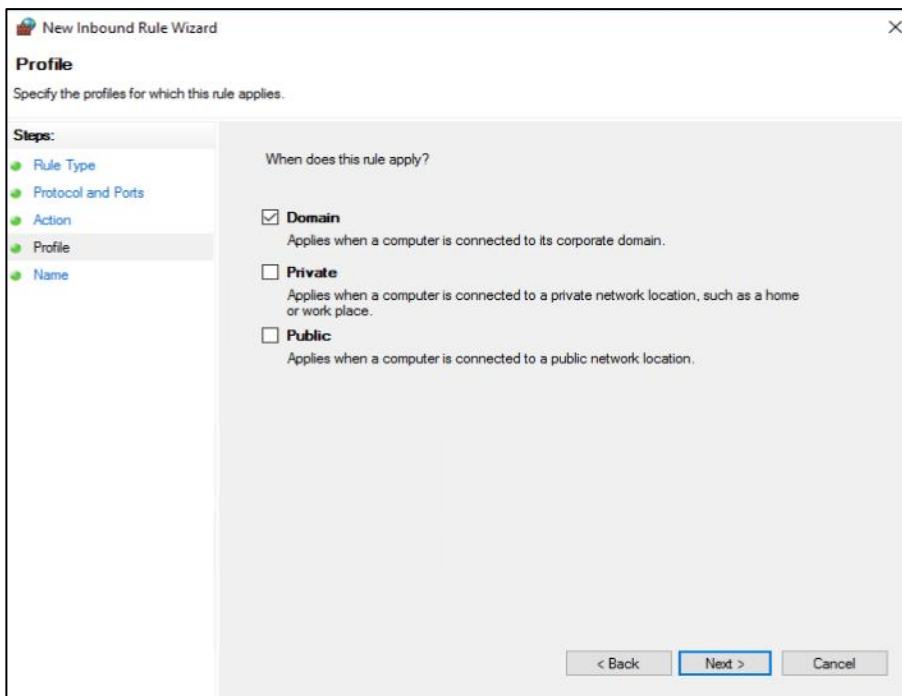 New Inbound Rule Wizard
Profile
Specify the profiles for which this rule applies.
Steps:
Rule Type
Protocol and Ports
Action
Profile
Name
When does this rule apply?
Domain
Applies when a computer is connected to its corporate domain.
Private
Applies when a computer is connected to a private network location, such as a home
or work place.
Public
Applies when a computer is connected to a public network location.
< Back
Next >
Cancel